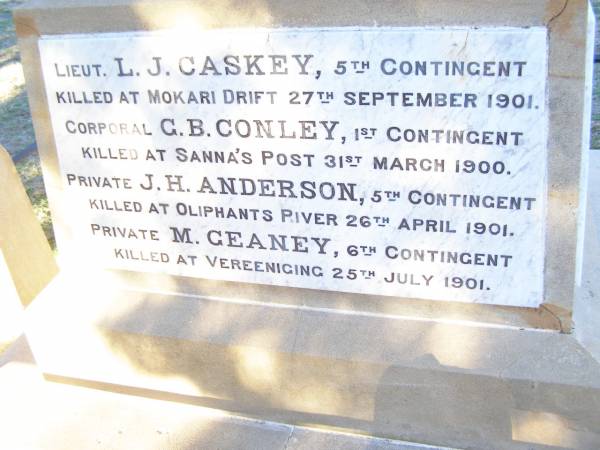 LIEUT. L. J. CASKEY, 5TH CONTINGENT
KILLED AT MOKARI DRIFT 27TH SEPTEMBER 1901.
CORPORAL G. B. CONLEY, 1ST CONTINGENT
KILLED AT SANNA'S POST 31ST MARCH 1900.
PRIVATE J. H. ANDERSON, 5TH CONTINGENT
KILLED AT OLIPHANTS RIVER 26TH APRIL 1901.
PRIVATE M. GEANEY, 6TH CONTINGENT
KILLED AT VEREENIGING 25TH JULY 1901.